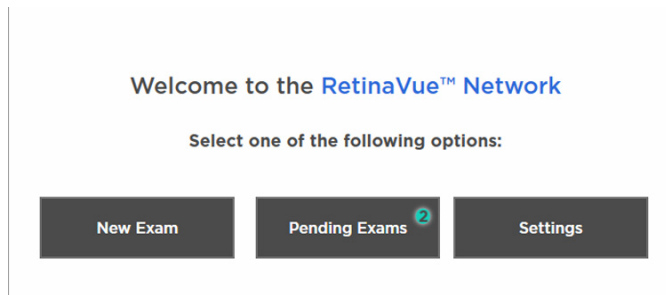 Welcome to the RetinaVue™ Network
Select one of the following options:
New Exam
Pending Exams 2
Settings